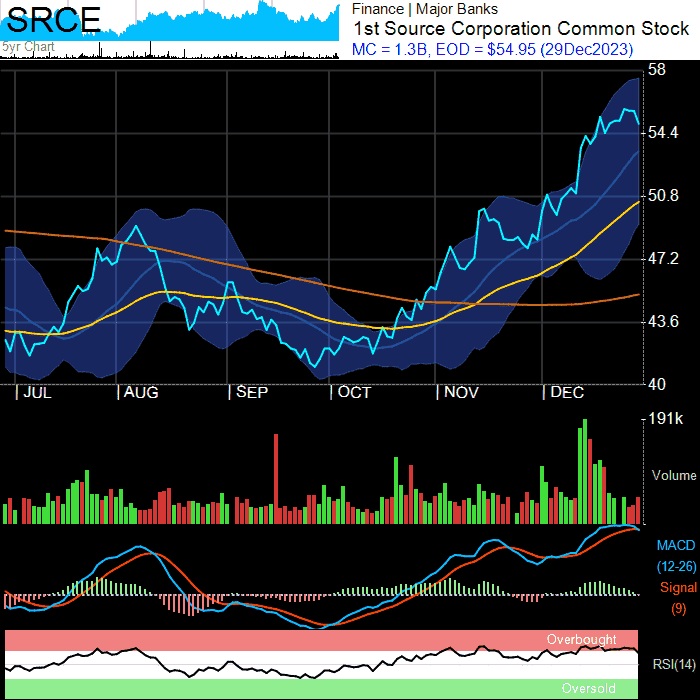 SRCE
5yr Chart
Finance | Major Banks
1st Source Corporation Common Stock
MC = 1.3B, EOD = $54.95 (29Dec2023)
58
54.4
50.8
47.2
43.6
40
|JUL |AUG |SEP |OCT |NOV |DEC
191k
Volume
MACD
(12-26)
Signal
(9)
Overbought
RSI(14)
Oversold